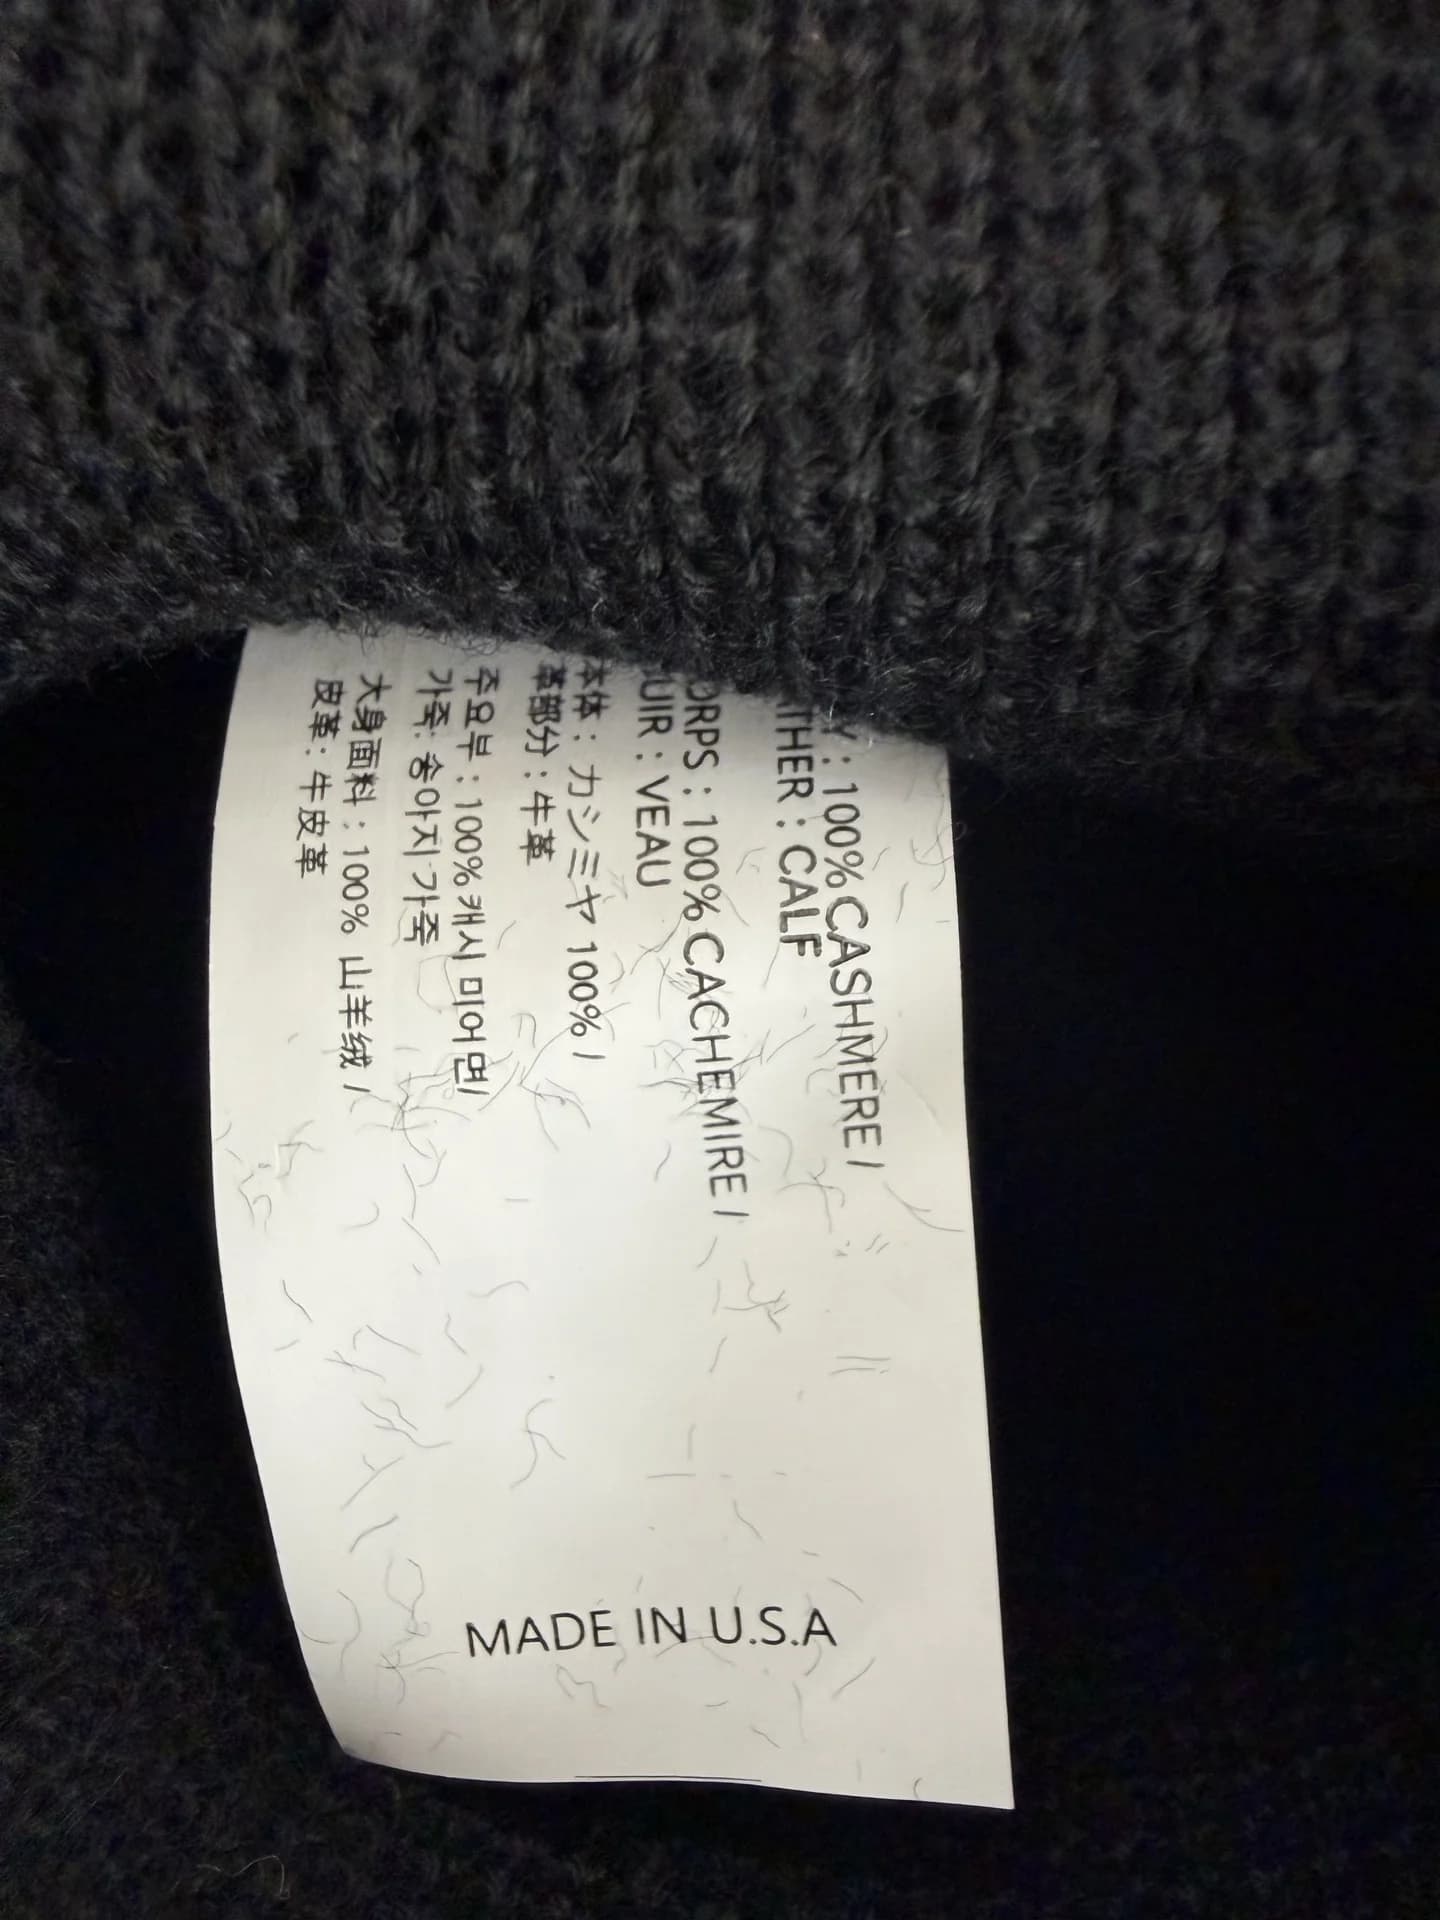 Y : 100% CASHMERE /
THER : CALF
ORPS : 100% CACHEMIRE /
UIR : VEAU
本体 : カシミヤ 100% /
革部分 : 牛革
주요부 : 100% 캐시미어 면/
가죽: 송아지가죽
大身面料 : 100% 山羊绒 /
皮革: 牛皮革
MADE IN U.S.A